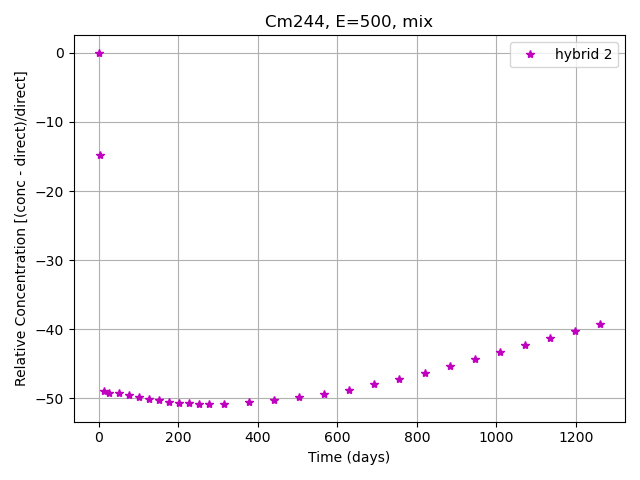 Cm244, E=500, mix
hybrid 2
Relative Concentration [(conc - direct)/direct]
0
−10
−20
−30
−40
−50
0 200 400 600 800 1000 1200
Time (days)